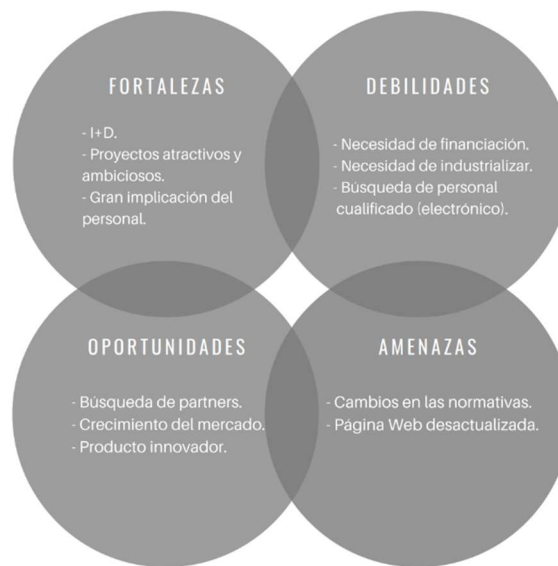 FORTALEZAS
- I+D.
- Proyectos atractivos y
ambiciosos.
- Gran implicación del
personal.
DEBILIDADES
- Necesidad de financiación.
- Necesidad de industrializar.
- Búsqueda de personal
cualificado (electrónico).
OPORTUNIDADES
- Búsqueda de partners.
- Crecimiento del mercado.
- Producto innovador.
AMENAZAS
- Cambios en las normativas.
- Página Web desactualizada.